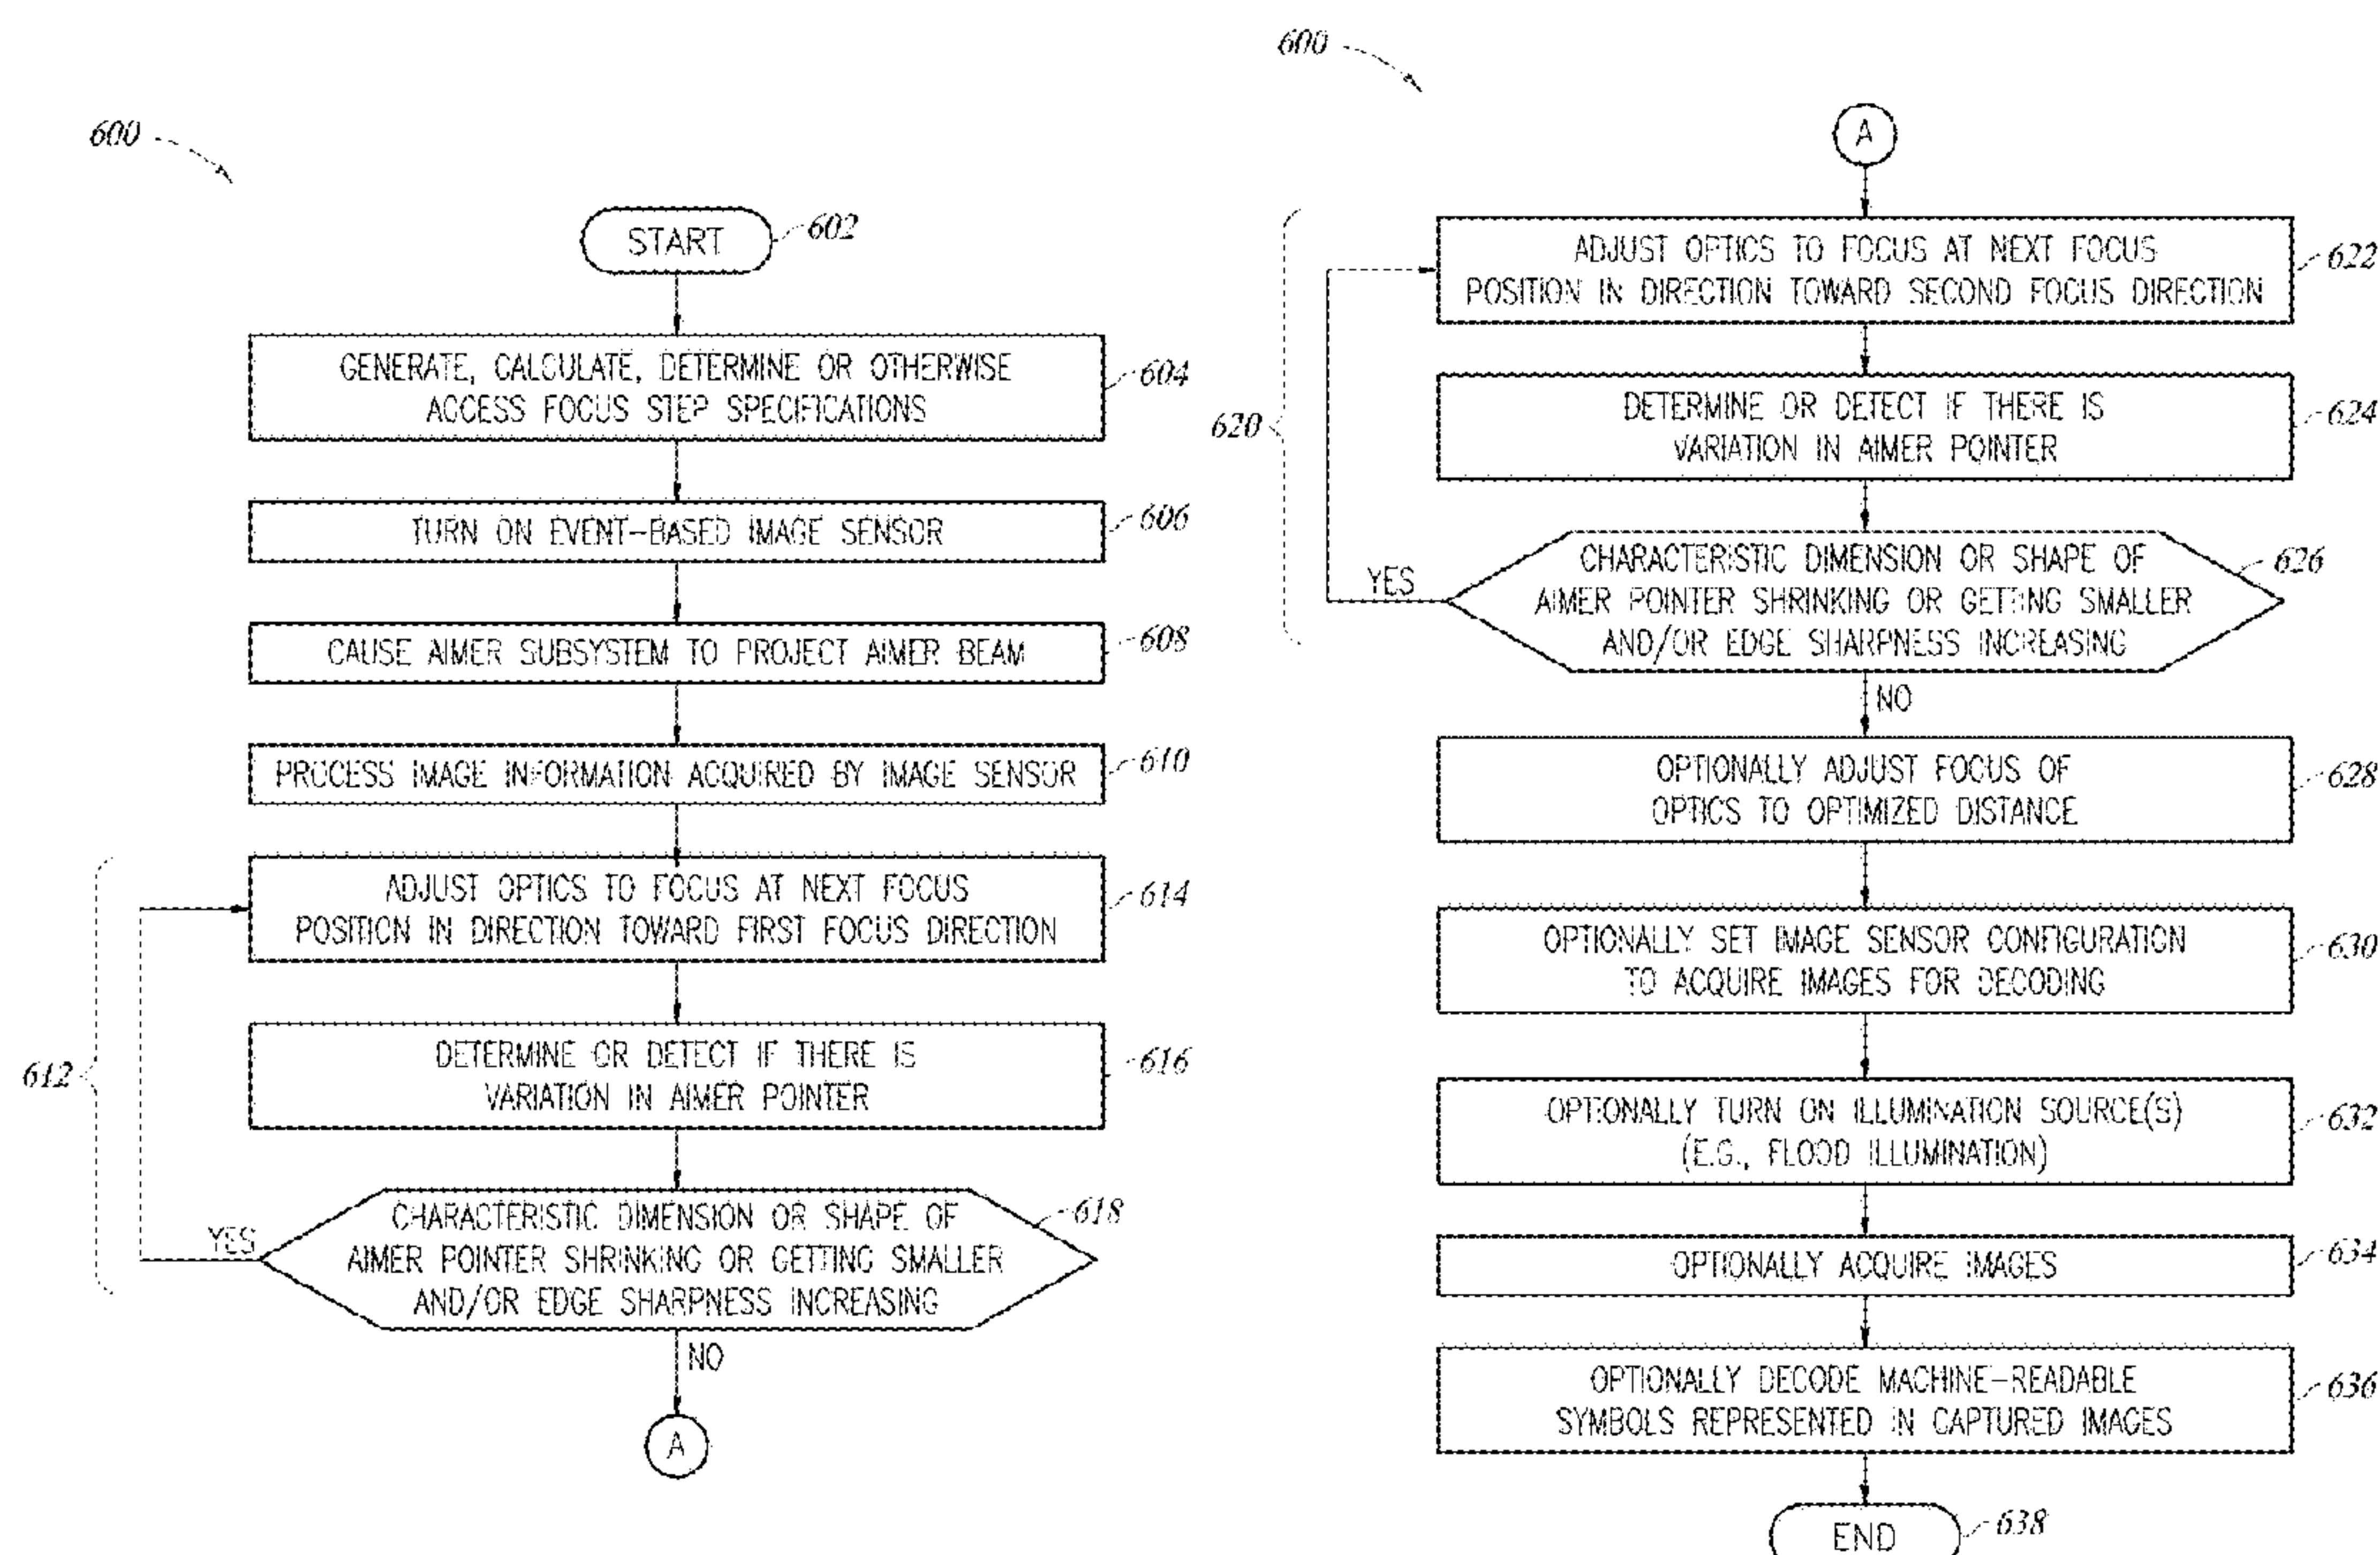 600
START
602
GENERATE, CALCULATE, DETERMINE OR OTHERWISE
ACCESS FOCUS STEP SPECIFICATIONS
604
TURN ON EVENT-BASED IMAGE SENSOR
606
CAUSE AIMER SUBSYSTEM TO PROJECT AIMER BEAM
608
PROCESS IMAGE INFORMATION ACQUIRED BY IMAGE SENSOR
610
612
ADJUST OPTICS TO FOCUS AT NEXT FOCUS
POSITION IN DIRECTION TOWARD FIRST FOCUS DIRECTION
614
DETERMINE OR DETECT IF THERE IS
VARIATION IN AIMER POINTER
616
CHARACTERISTIC DIMENSION OR SHAPE OF
AIMER POINTER SHRINKING OR GETTING SMALLER
AND/OR EDGE SHARPNESS INCREASING
618
YES
NO
A
600
A
620
ADJUST OPTICS TO FOCUS AT NEXT FOCUS
POSITION IN DIRECTION TOWARD SECOND FOCUS DIRECTION
622
DETERMINE OR DETECT IF THERE IS
VARIATION IN AIMER POINTER
624
CHARACTERISTIC DIMENSION OR SHAPE OF
AIMER POINTER SHRINKING OR GETTING SMALLER
AND/OR EDGE SHARPNESS INCREASING
626
YES
NO
OPTIONALLY ADJUST FOCUS OF
OPTICS TO OPTIMIZED DISTANCE
628
OPTIONALLY SET IMAGE SENSOR CONFIGURATION
TO ACQUIRE IMAGES FOR DECODING
630
OPTIONALLY TURN ON ILLUMINATION SOURCE(S)
(E.G., FLOOD ILLUMINATION)
632
OPTIONALLY ACQUIRE IMAGES
634
OPTIONALLY DECODE MACHINE-READABLE
SYMBOLS REPRESENTED IN CAPTURED IMAGES
636
END
638